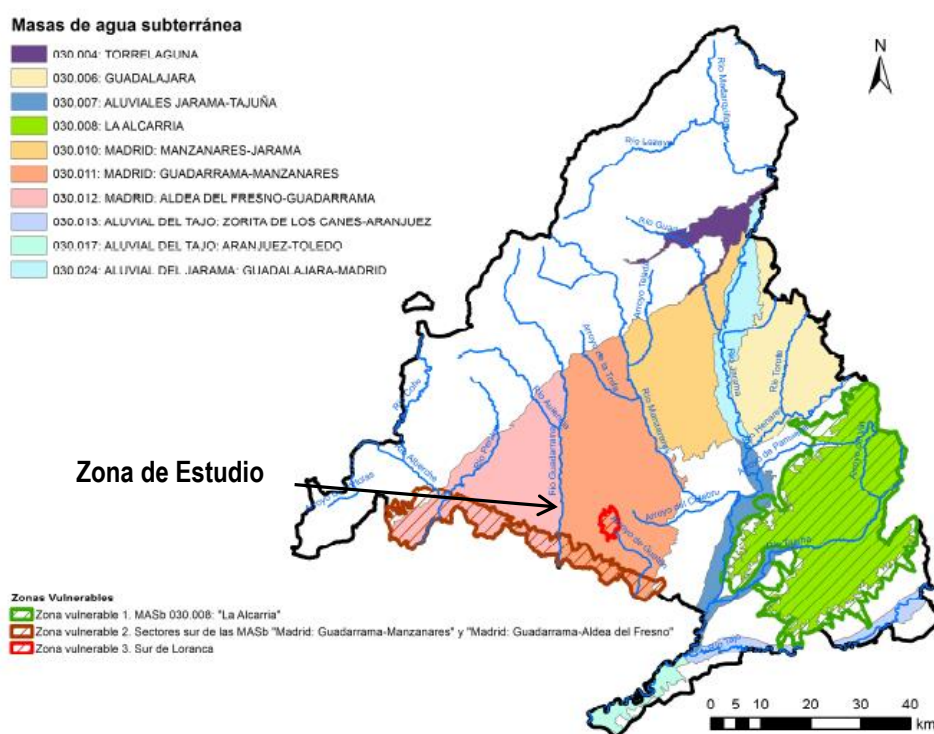 Masas de agua subterránea
030.004: TORRELAGUNA
030.006: GUADALAJARA
030.007: ALUVIALES JARAMA-TAJUÑA
030.008: LA ALCARRIA
030.010: MADRID: MANZANARES-JARAMA
030.011: MADRID: GUADARRAMA-MANZANARES
030.012: MADRID: ALDEA DEL FRESNO-GUADARRAMA
030.013: ALUVIAL DEL TAJO: ZORITA DE LOS CANES-ARANJUEZ
030.017: ALUVIAL DEL TAJO: ARANJUEZ-TOLEDO
030.024: ALUVIAL DEL JARAMA: GUADALAJARA-MADRID
N
Río Lozoya
Río
Arroyo de la Trofa
Río Jarama
Río Torote
Río Henares
Río Cofio
Río Aulencia
Río Manzanares
Río Guadarrama
Río Alberche
Zona de Estudio
Río Tajuña
Río Tajo
Zonas Vulnerables
Zona vulnerable 1. MASb 030.008: "La Alcarria"
Zona vulnerable 2. Sectores sur de las MASb "Madrid: Guadarrama-Manzanares" y "Madrid: Guadarrama-Aldea del Fresno"
Zona vulnerable 3. Sur de Loranca
0 5 10 20 30 40
km